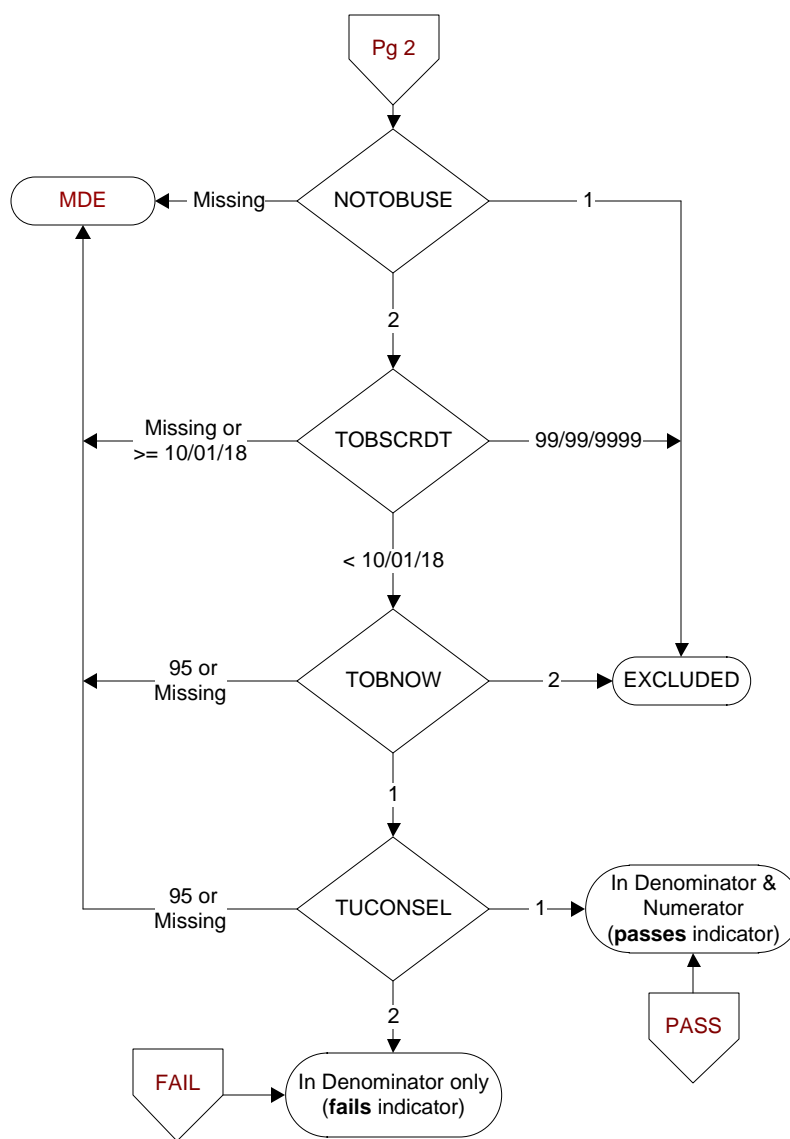 Pg 2
MDE
Missing
NOTOBUSE
1
2
Missing or
>= 10/01/18
TOBSCRDT
99/99/9999
< 10/01/18
95 or
Missing
TOBNOW
2
EXCLUDED
1
95 or
Missing
TUCONSEL
1
In Denominator &
Numerator
(passes indicator)
2
PASS
FAIL
In Denominator only
(fails indicator)